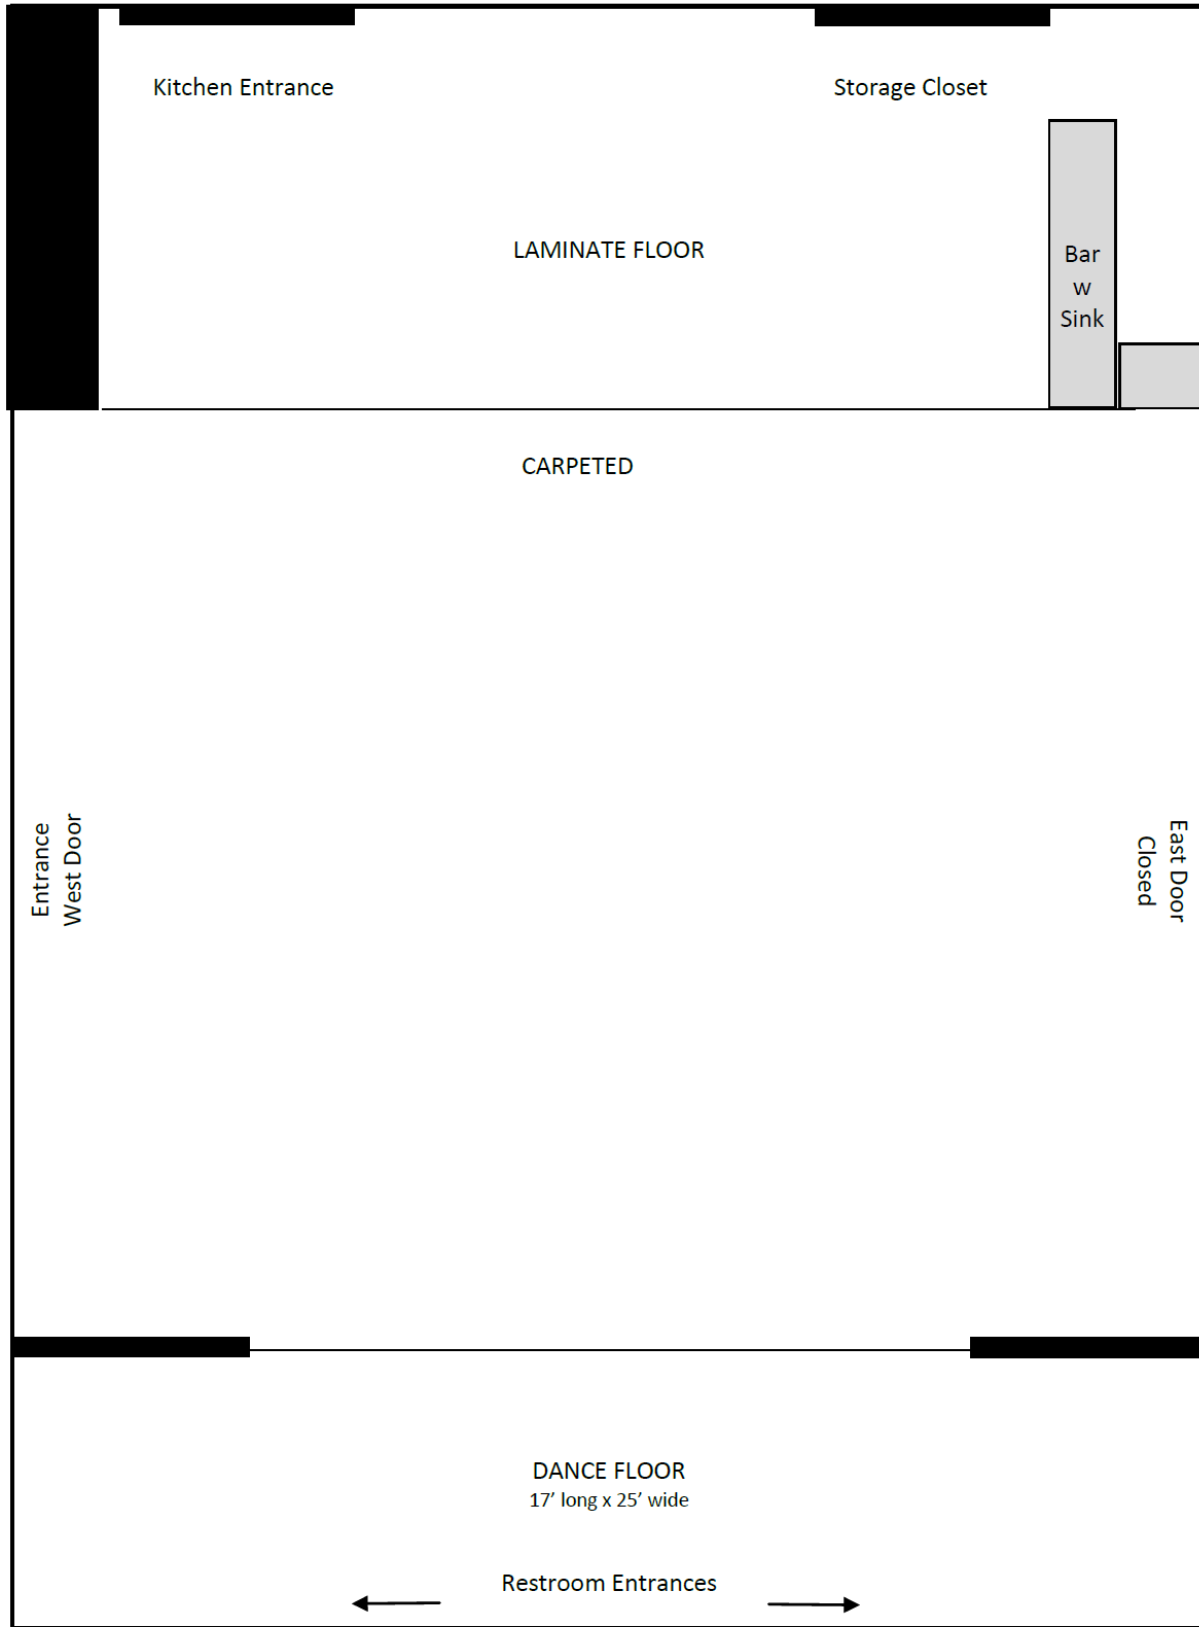 Kitchen Entrance
Storage Closet
LAMINATE FLOOR
Bar
w
Sink
CARPETED
Entrance
West Door
East Door
Closed
DANCE FLOOR
17’ long x 25’ wide
Restroom Entrances